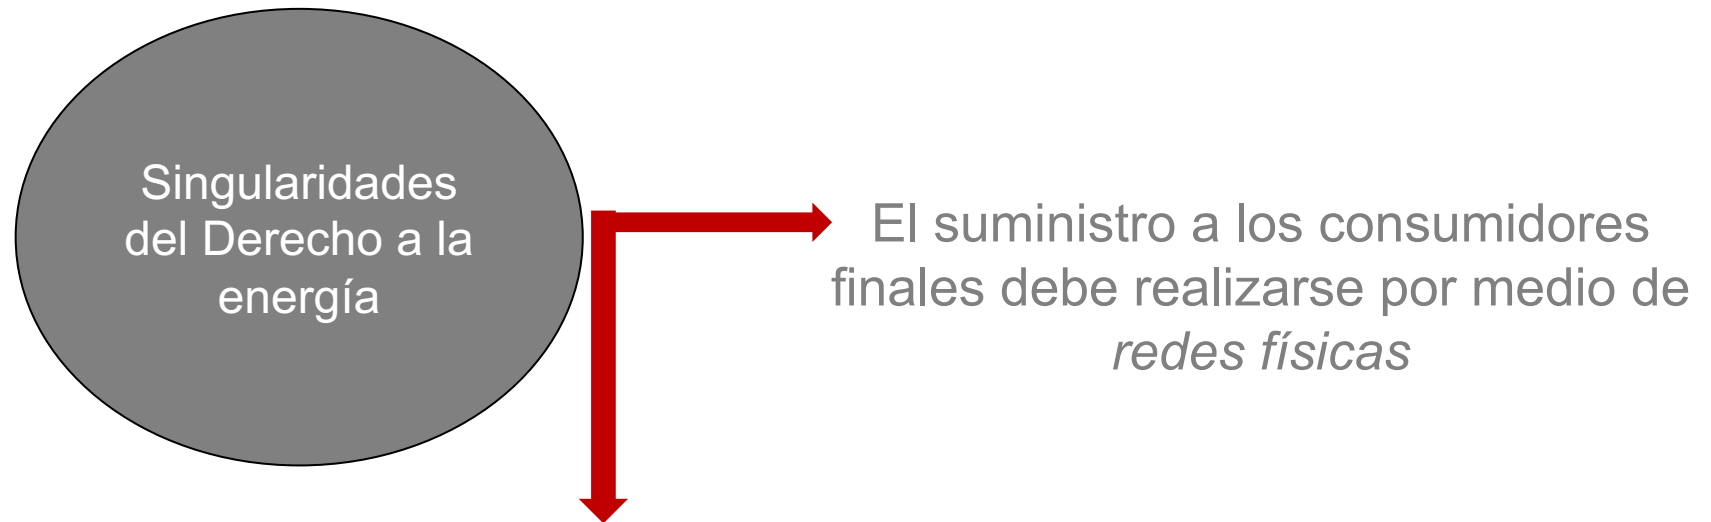 Singularidades
del Derecho a la
energía
El suministro a los consumidores
finales debe realizarse por medio de
redes físicas